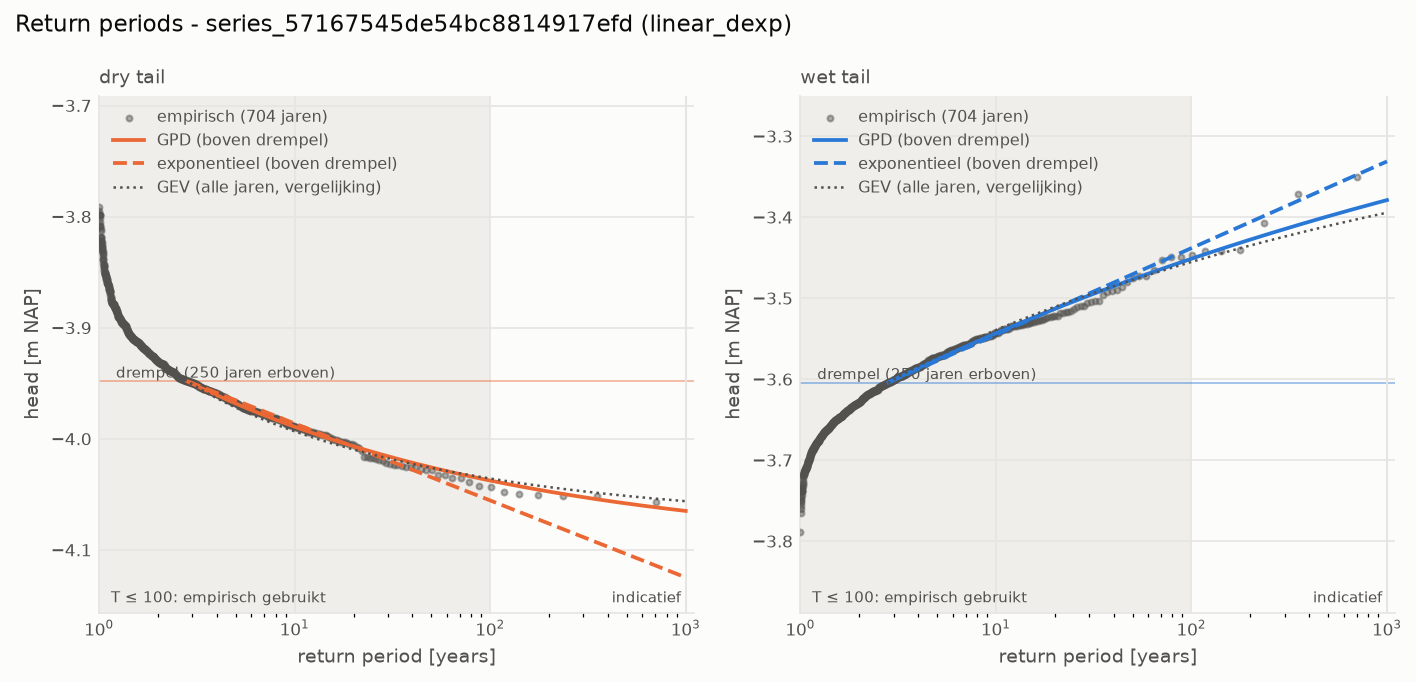 Return periods - series_57167545de54bc8814917efd (linear_dexp)
dry tail
empirisch (704 jaren)
GPD (boven drempel)
exponentieel (boven drempel)
GEV (alle jaren, vergelijking)
−3.7
−3.8
−3.9
−4.0
−4.1
head [m NAP]
drempel (250 jaren erboven)
T ≤ 100: empirisch gebruikt
indicatief
10⁰
10¹
10²
10³
return period [years]
wet tail
empirisch (704 jaren)
GPD (boven drempel)
exponentieel (boven drempel)
GEV (alle jaren, vergelijking)
−3.3
−3.4
−3.5
−3.6
−3.7
−3.8
head [m NAP]
drempel (250 jaren erboven)
T ≤ 100: empirisch gebruikt
indicatief
10⁰
10¹
10²
10³
return period [years]